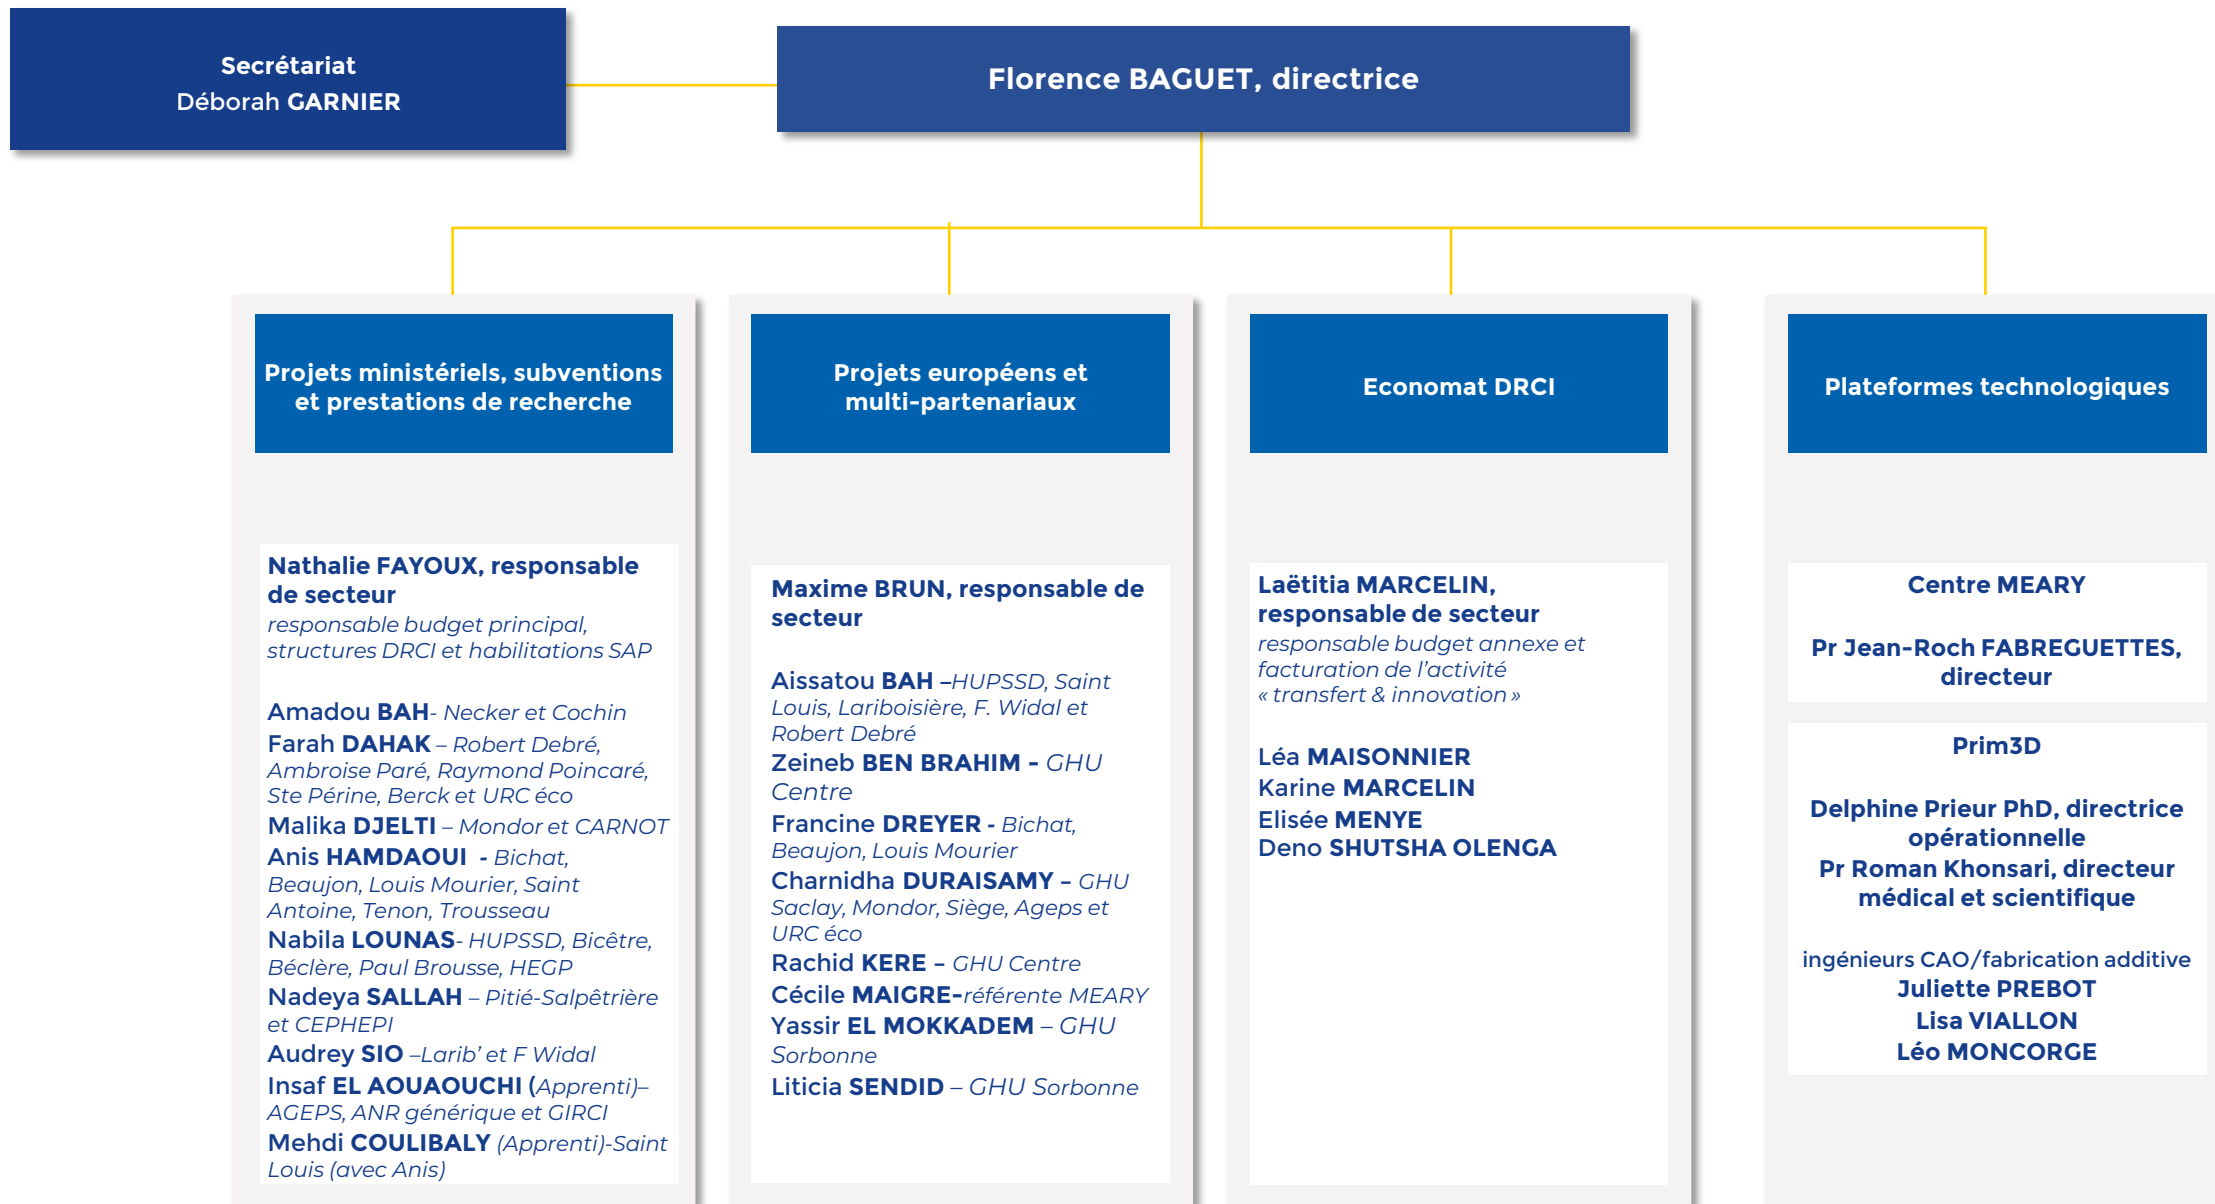 Secrétariat
Déborah GARNIER
Florence BAGUET, directrice
Projets ministériels, subventions
et prestations de recherche
Nathalie FAYOUX, responsable
de secteur
responsable budget principal,
structures DRCI et habilitations SAP
Amadou BAH- Necker et Cochin
Farah DAHAK – Robert Debré,
Ambroise Paré, Raymond Poincaré,
Ste Périne, Berck et URC éco
Malika DJELTI – Mondor et CARNOT
Anis HAMDAOUI - Bichat,
Beaujon, Louis Mourier, Saint
Antoine, Tenon, Trousseau
Nabila LOUNAS- HUPSSD, Bicêtre,
Béclère, Paul Brousse, HEGP
Nadeya SALLAH – Pitié-Salpêtrière
et CEPHEPI
Audrey SIO –Larib’ et F Widal
Insaf EL AOUAOUCHI (Apprenti)–
AGEPS, ANR générique et GIRCI
Mehdi COULIBALY (Apprenti)-Saint
Louis (avec Anis)
Projets européens et
multi-partenariaux
Maxime BRUN, responsable de
secteur
Aissatou BAH –HUPSSD, Saint
Louis, Lariboisière, F. Widal et
Robert Debré
Zeineb BEN BRAHIM - GHU
Centre
Francine DREYER - Bichat,
Beaujon, Louis Mourier
Charnidha DURAISAMY – GHU
Saclay, Mondor, Siège, Ageps et
URC éco
Rachid KERE – GHU Centre
Cécile MAIGRE-référente MEARY
Yassir EL MOKKADEM – GHU
Sorbonne
Liticia SENDID – GHU Sorbonne
Economat DRCI
Laëtitia MARCELIN,
responsable de secteur
responsable budget annexe et
facturation de l’activité
« transfert & innovation »
Léa MAISONNIER
Karine MARCELIN
Elisée MENYE
Deno SHUTSHA OLENGA
Plateformes technologiques
Centre MEARY
Pr Jean-Roch FABREGUETTES,
directeur
Prim3D
Delphine Prieur PhD, directrice
opérationnelle
Pr Roman Khonsari, directeur
médical et scientifique
ingénieurs CAO/fabrication additive
Juliette PREBOT
Lisa VIALLON
Léo MONCORGE